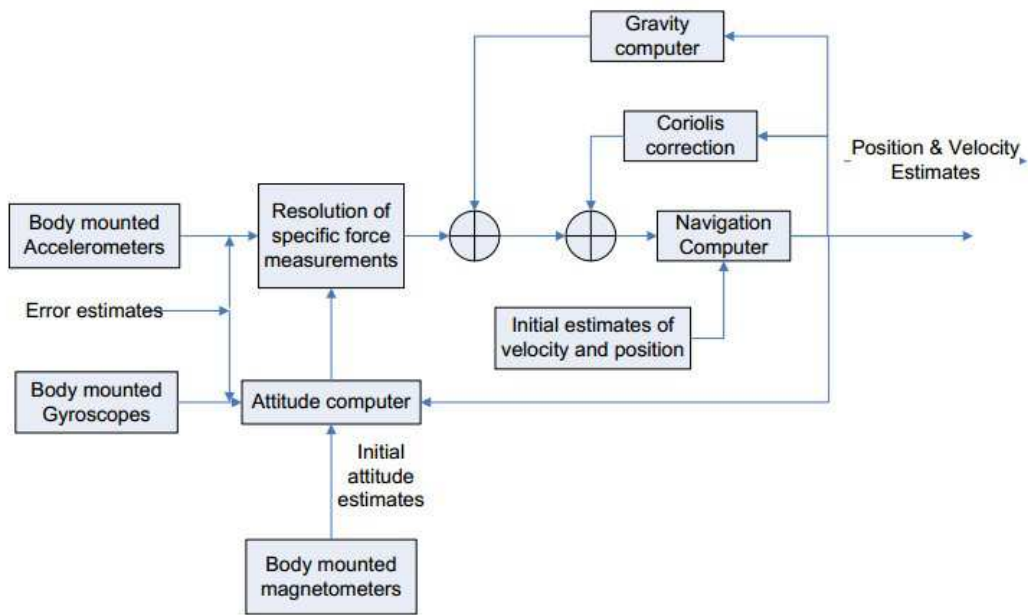 Gravity
computer
Coriolis
correction
Position & Velocity
Estimates
Body mounted
Accelerometers
Resolution of
specific force
measurements
Navigation
Computer
Error estimates
Initial estimates of
velocity and position
Body mounted
Gyroscopes
Attitude computer
Initial
attitude
estimates
Body mounted
magnetometers